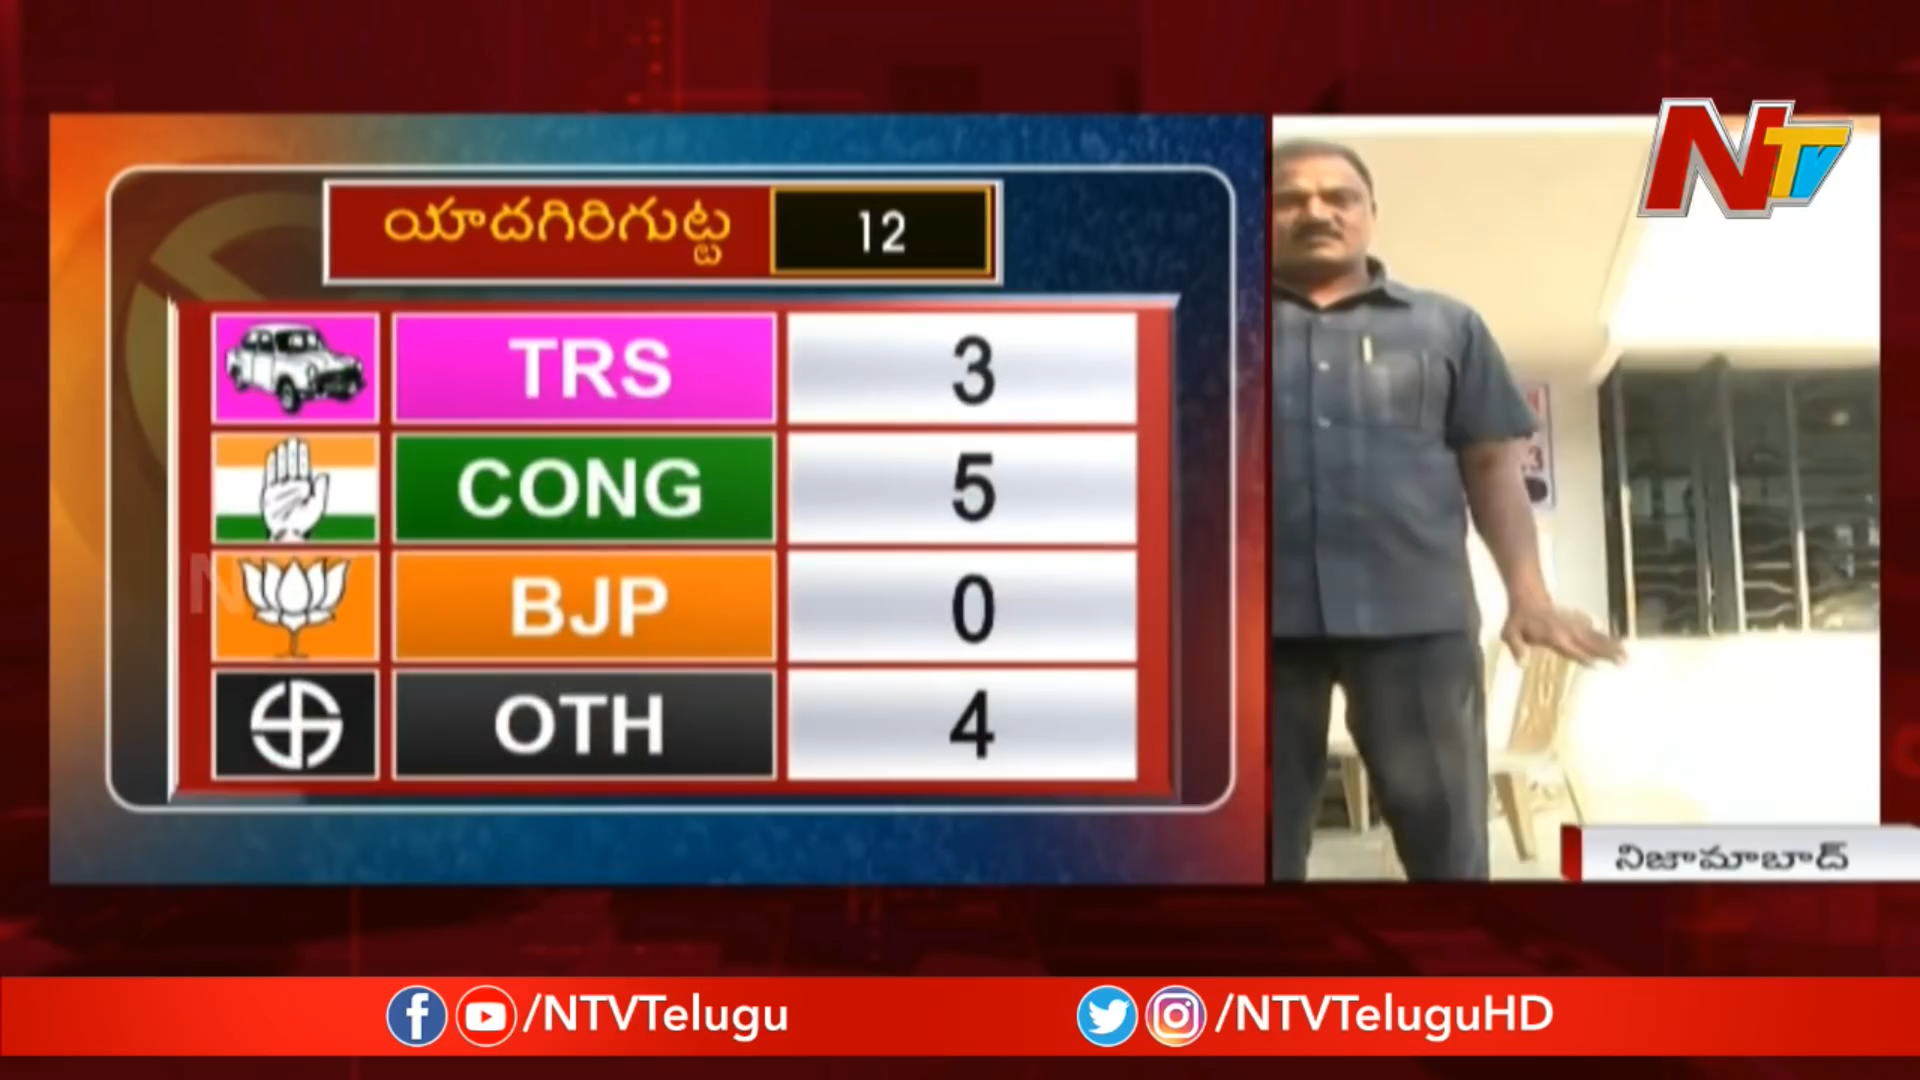 NTV
యాదగిరిగుట్ట 12
TRS 3
CONG 5
BJP 0
OTH 4
నిజామాబాద్
/NTVTelugu
/NTVTeluguHD